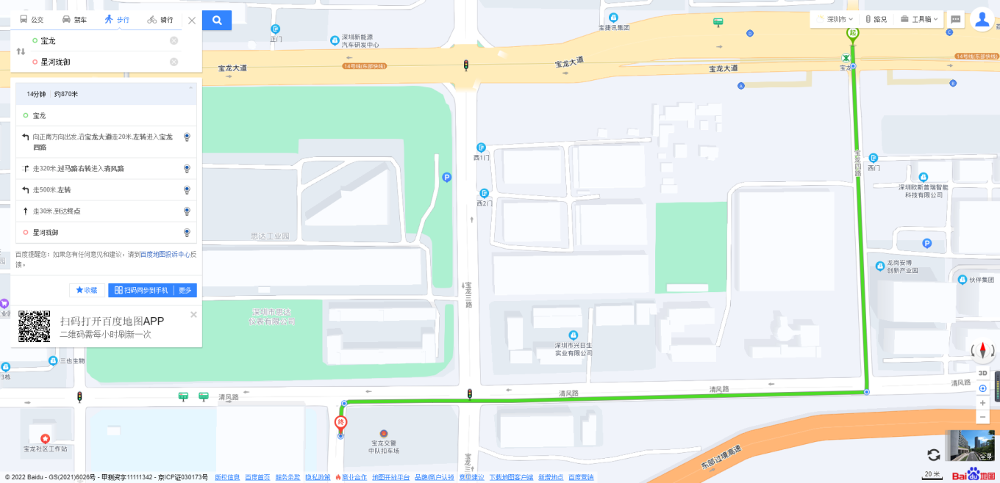 公交
驾车
步行
骑行
宝龙
星河珑御
14分钟 约870米
宝龙
向正南方向出发,沿宝龙大道走20米,左转进入宝龙
四路
走320米,过马路右转进入清风路
走500米,左转
走30米,到达终点
星河珑御
百度提醒您：如果您有任何意见和建议，请到百度地图投诉中心反
馈。
收藏
扫码同步到手机
更多
扫码打开百度地图APP
二维码需每小时刷新一次
深圳市
路况
工具箱
正门
深圳新能源
汽车研发中心
宝捷讯集团
起
14号线(东部快线)
14号线(东部快线)
宝龙大道
宝龙大道
宝龙大道
宝龙
D
C
A
B
西1门
西2门
P
宝龙四路
西门
深圳欧斯普瑞智能
科技有限公司
思达工业园
P
龙岗安博
创新产业园
伙伴集团
宝龙三路
深圳市思达
仪表有限公司
深圳市兴日生
实业有限公司
三也生物
3栋
清风路
清风路
清风路
清风路
3D
终
宝龙社区工作站
宝龙交警
中队扣车场
宝龙三
东部过境高速
全景
20 米
Bai du 地图
© 2022 Baidu - GS(2021)6026号 - 甲测资字11111342 - 京ICP证030173号
版权信息
百度首页
服务条款
隐私政策
商业合作
地图开放平台
品牌/商户认领
意见建议
下载地图客户端
新增地点
百度营销